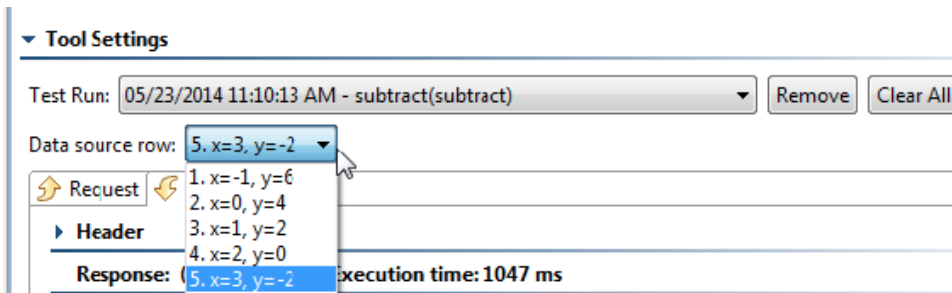 Tool Settings
Test Run: 05/23/2014 11:10:13 AM - subtract(subtract) Remove Clear All
Data source row: 5. x=3, y=-2
1. x=-1, y=6
Request
2. x=0, y=4
Header 3. x=1, y=2
4. x=2, y=0
Response: ( 5. x=3, y=-2 xecution time: 1047 ms